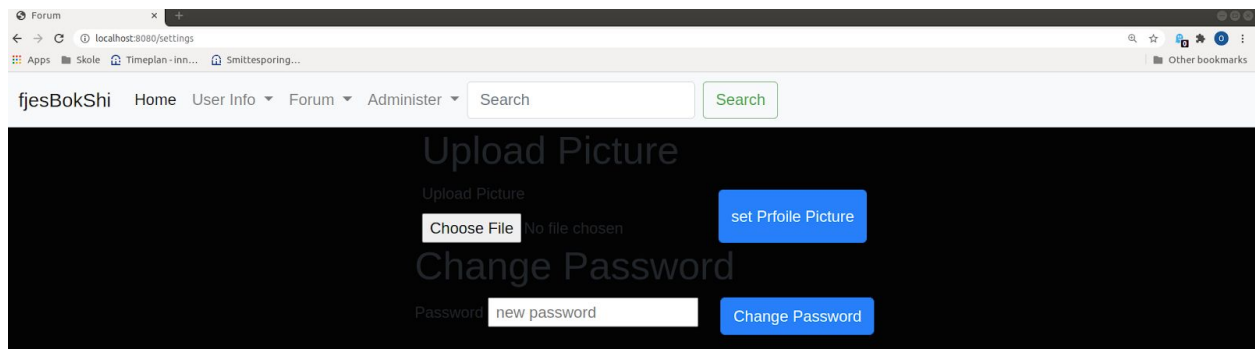 Forum
localhost:8080/settings
Apps Skole Timeplan - inn... Smittesporing... Other bookmarks
fjesBokShi Home User Info Forum Administer Search Search
Upload Picture
Upload Picture
set Prfoile Picture
Choose File No file chosen
Change Password
Password new password Change Password